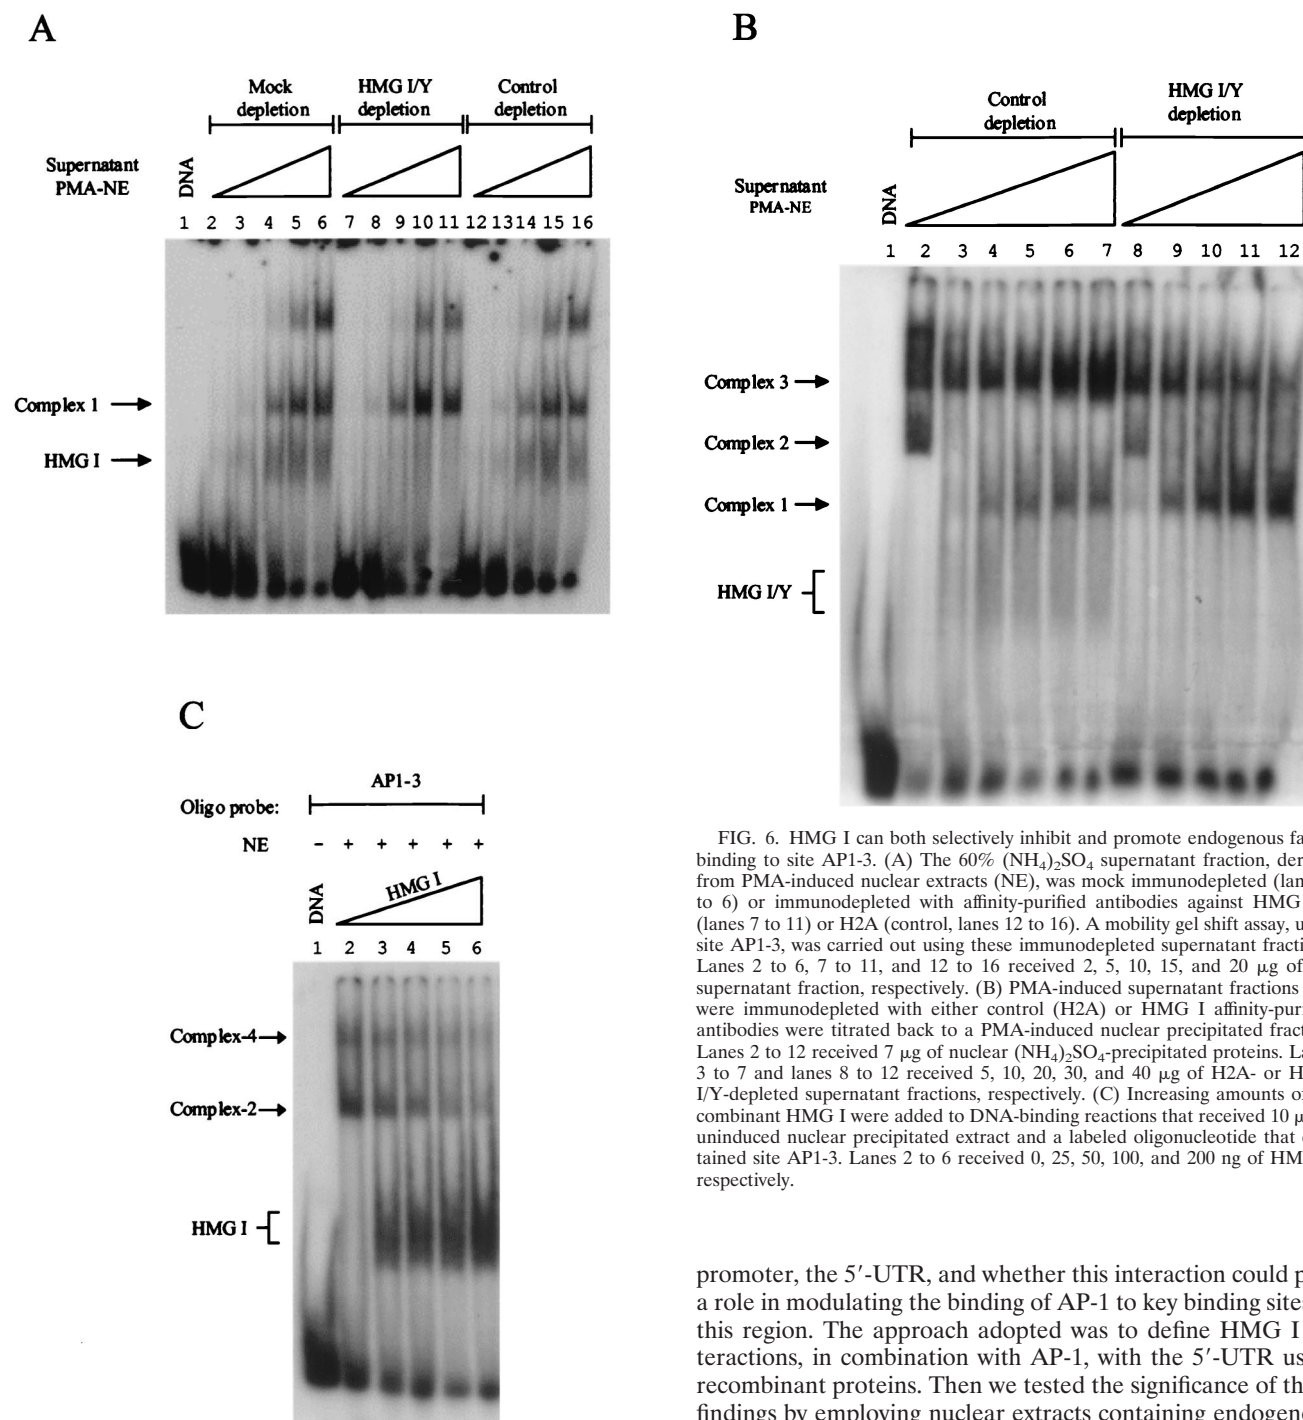 A
Mock depletion
HMG I/Y depletion
Control depletion
Supernatant PMA-NE
DNA
1 2 3 4 5 6 7 8 9 10 11 12 13 14 15 16
Complex 1
HMG I
B
Control depletion
HMG I/Y depletion
Supernatant PMA-NE
DNA
1 2 3 4 5 6 7 8 9 10 11 12
Complex 3
Complex 2
Complex 1
HMG I/Y
C
AP1-3
Oligo probe:
NE - + + + + +
DNA
HMG I
1 2 3 4 5 6
Complex-4
Complex-2
HMG I
FIG. 6. HMG I can both selectively inhibit and promote endogenous fa
binding to site AP1-3. (A) The 60% (NH₄)₂SO₄ supernatant fraction, der
from PMA-induced nuclear extracts (NE), was mock immunodepleted (lan
to 6) or immunodepleted with affinity-purified antibodies against HMG
(lanes 7 to 11) or H2A (control, lanes 12 to 16). A mobility gel shift assay, u
site AP1-3, was carried out using these immunodepleted supernatant fracti
Lanes 2 to 6, 7 to 11, and 12 to 16 received 2, 5, 10, 15, and 20 μg of
supernatant fraction, respectively. (B) PMA-induced supernatant fractions
were immunodepleted with either control (H2A) or HMG I affinity-puri
antibodies were titrated back to a PMA-induced nuclear precipitated fract
Lanes 2 to 12 received 7 μg of nuclear (NH₄)₂SO₄-precipitated proteins. La
3 to 7 and lanes 8 to 12 received 5, 10, 20, 30, and 40 μg of H2A- or H
I/Y-depleted supernatant fractions, respectively. (C) Increasing amounts o
combinant HMG I were added to DNA-binding reactions that received 10 μ
uninduced nuclear precipitated extract and a labeled oligonucleotide that
tained site AP1-3. Lanes 2 to 6 received 0, 25, 50, 100, and 200 ng of HM
respectively.
promoter, the 5′-UTR, and whether this interaction could p
a role in modulating the binding of AP-1 to key binding sites
this region. The approach adopted was to define HMG I
teractions, in combination with AP-1, with the 5′-UTR us
recombinant proteins. Then we tested the significance of th
findings by employing nuclear extracts containing endogen